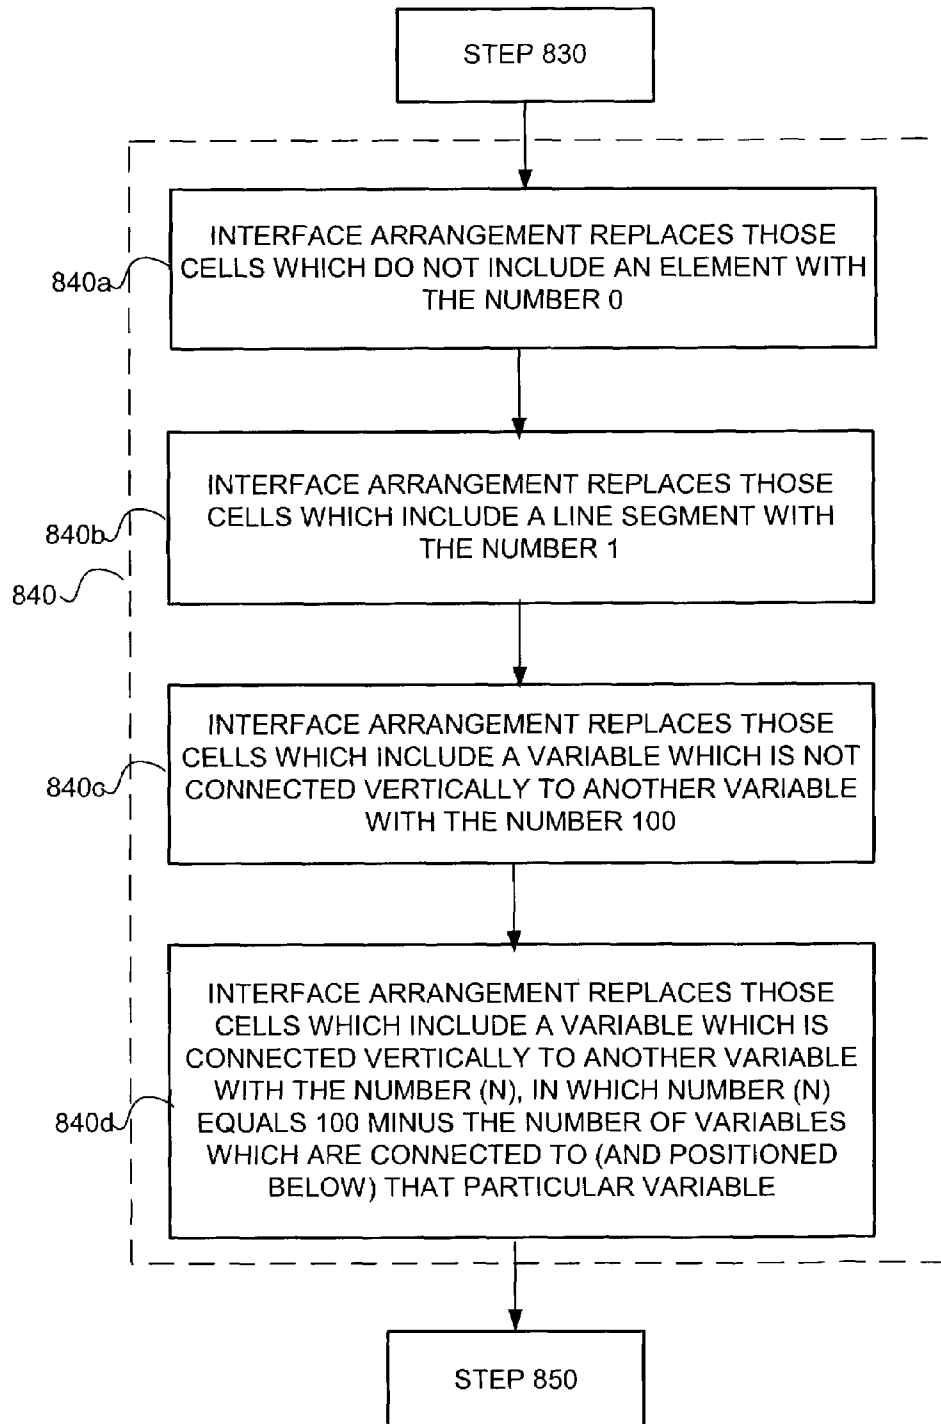 STEP 830
INTERFACE ARRANGEMENT REPLACES THOSE
CELLS WHICH DO NOT INCLUDE AN ELEMENT WITH
THE NUMBER 0
840a
INTERFACE ARRANGEMENT REPLACES THOSE
CELLS WHICH INCLUDE A LINE SEGMENT WITH
THE NUMBER 1
840b
840
INTERFACE ARRANGEMENT REPLACES THOSE
CELLS WHICH INCLUDE A VARIABLE WHICH IS NOT
CONNECTED VERTICALLY TO ANOTHER VARIABLE
WITH THE NUMBER 100
840c
INTERFACE ARRANGEMENT REPLACES THOSE
CELLS WHICH INCLUDE A VARIABLE WHICH IS
CONNECTED VERTICALLY TO ANOTHER VARIABLE
WITH THE NUMBER (N), IN WHICH NUMBER (N)
EQUALS 100 MINUS THE NUMBER OF VARIABLES
WHICH ARE CONNECTED TO (AND POSITIONED
BELOW) THAT PARTICULAR VARIABLE
840d
STEP 850